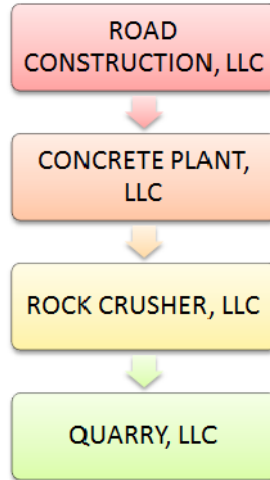 ROAD
CONSTRUCTION, LLC
CONCRETE PLANT,
LLC
ROCK CRUSHER, LLC
QUARRY, LLC